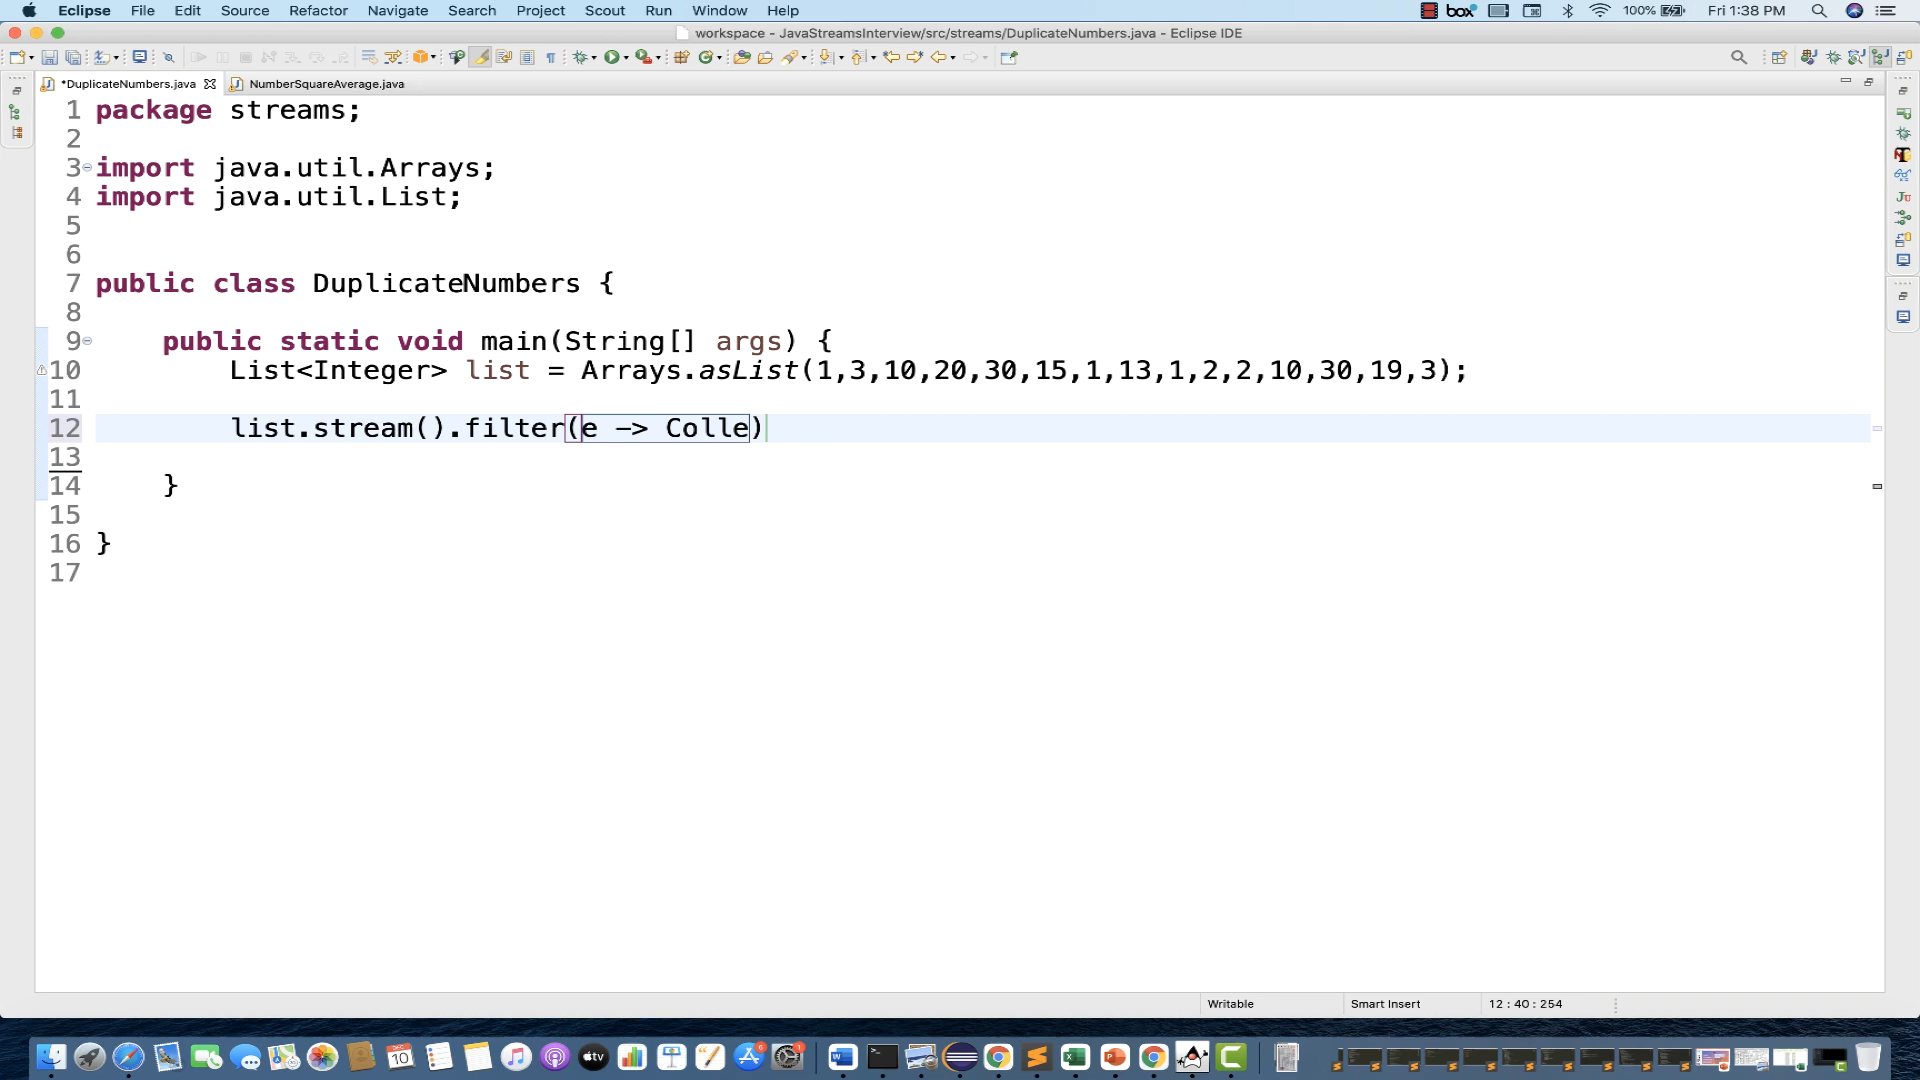 Eclipse File Edit Source Refactor Navigate Search Project Scout Run Window Help box 100% Fri 1:38 PM
workspace - JavaStreamsInterview/src/streams/DuplicateNumbers.java - Eclipse IDE
*DuplicateNumbers.java NumberSquareAverage.java
1 package streams;
2
3 import java.util.Arrays;
4 import java.util.List;
5
6
7 public class DuplicateNumbers {
8
9 public static void main(String[] args) {
10 List<Integer> list = Arrays.asList(1,3,10,20,30,15,1,13,1,2,2,10,30,19,3);
11
12 list.stream().filter(e -> Colle)
13
14 }
15
16 }
17
Writable Smart Insert 12 : 40 : 254